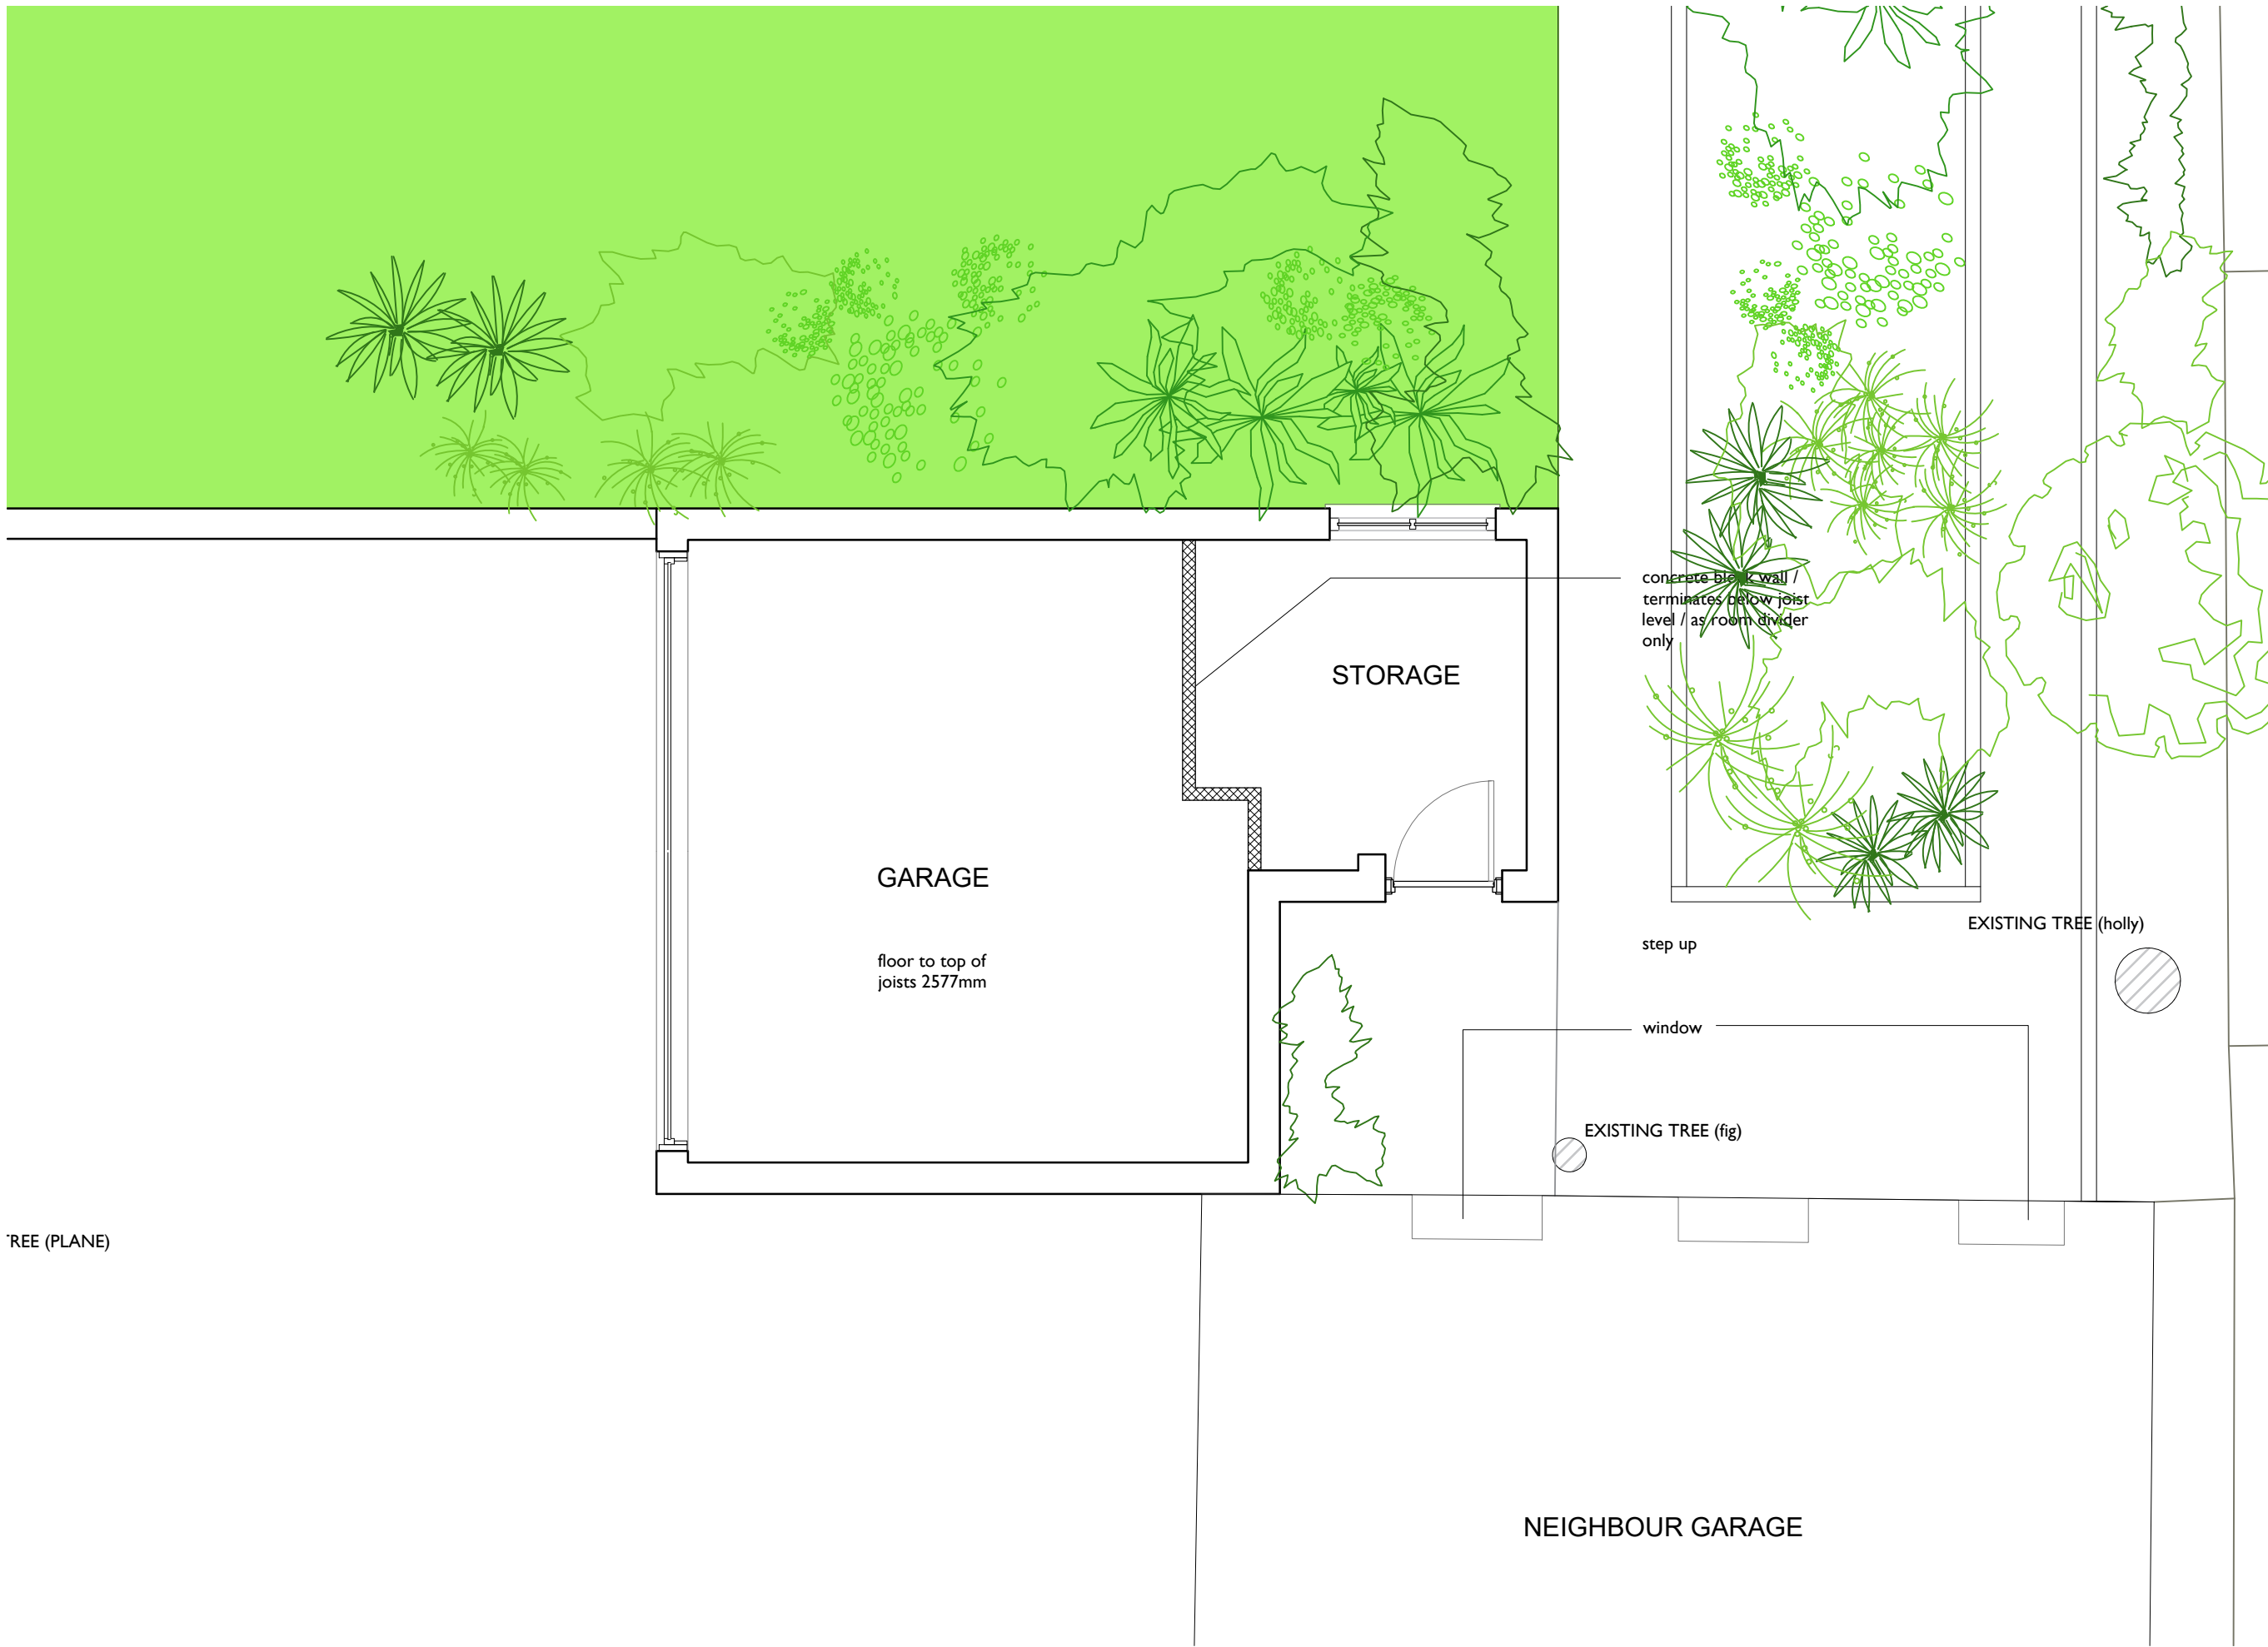 concrete block wall /
terminates below joist
level / as room divider
only
STORAGE
GARAGE
floor to top of
joists 2577mm
EXISTING TREE (holly)
step up
window
EXISTING TREE (fig)
TREE (PLANE)
NEIGHBOUR GARAGE